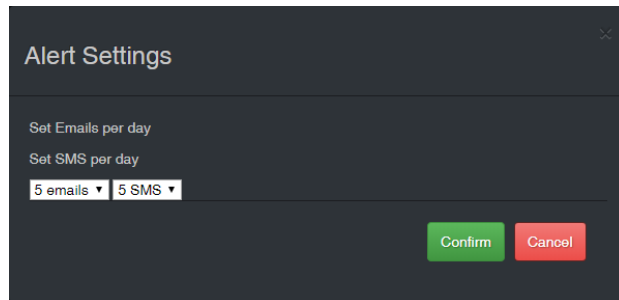 Alert Settings
Set Emails per day
Set SMS per day
5 emails 5 SMS
Confirm Cancel